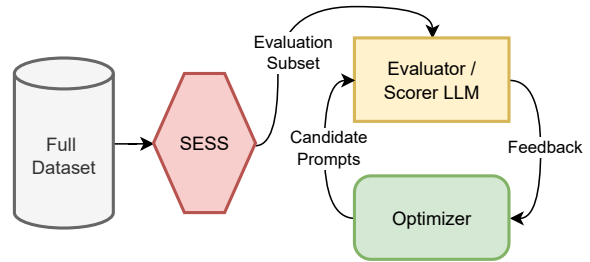 Full
Dataset
SESS
Evaluation
Subset
Evaluator /
Scorer LLM
Candidate
Prompts
Feedback
Optimizer